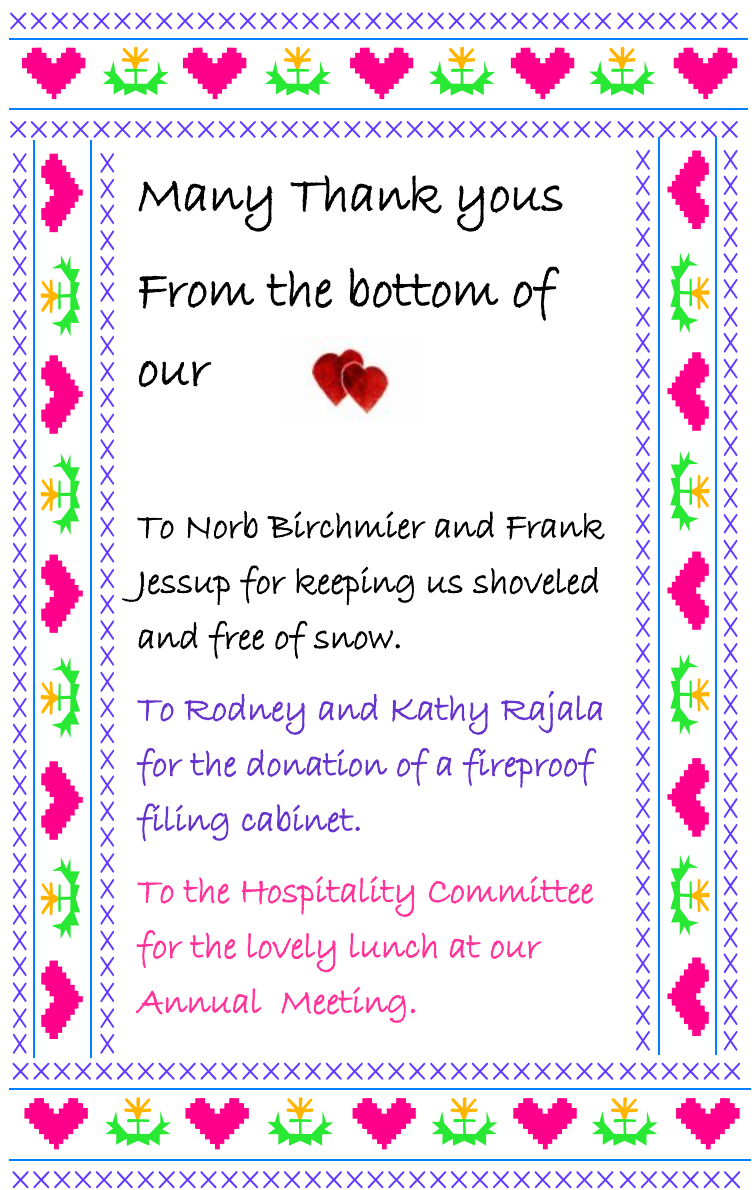 Many Thank yous
From the bottom of
our
To Norb Birchmier and Frank
Jessup for keeping us shoveled
and free of snow.
To Rodney and Kathy Rajala
for the donation of a fireproof
filing cabinet.
To the Hospitality Committee
for the lovely lunch at our
Annual Meeting.